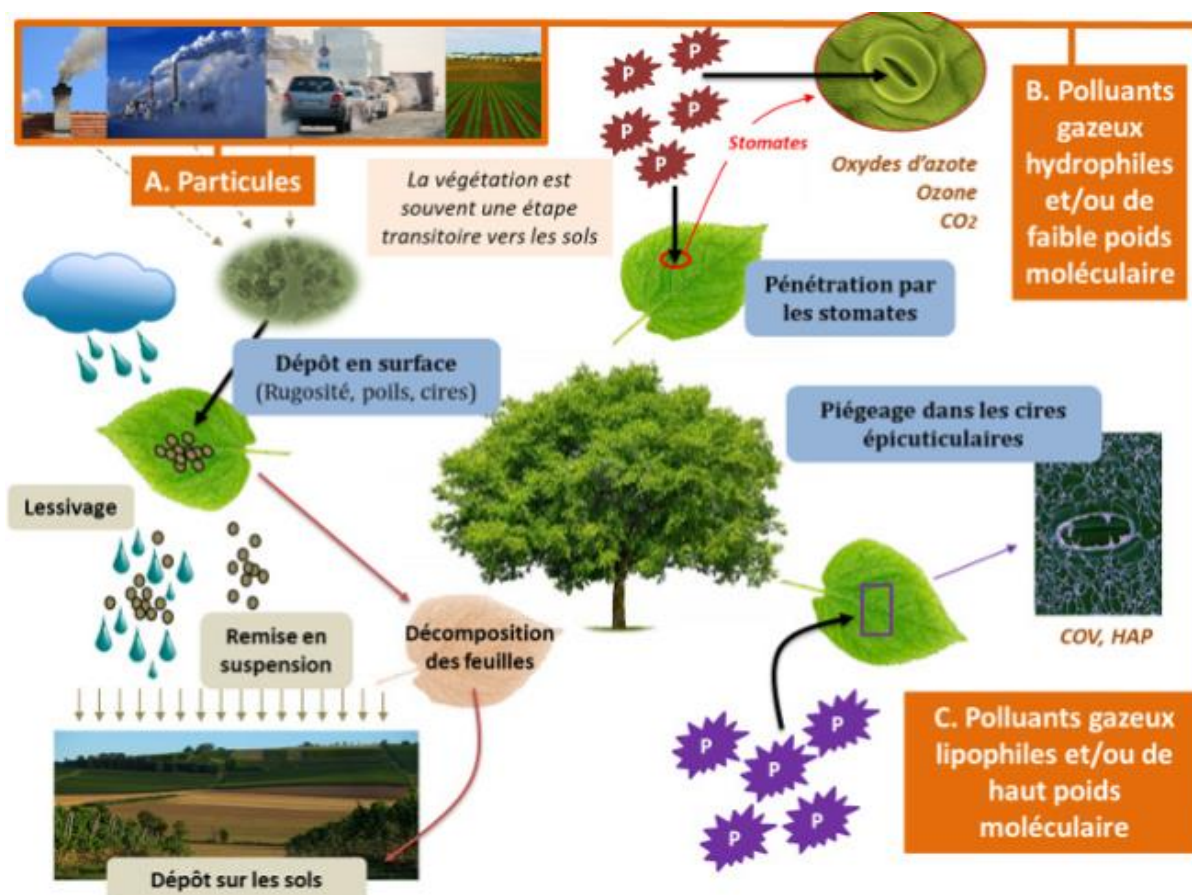 A. Particules
La végétation est
souvent une étape
transitoire vers les sols
P
P
P
P
P
Stomates
Oxydes d'azote
Ozone
CO2
B. Polluants
gazeux
hydrophiles
et/ou de
faible poids
moléculaire
Pénétration par
les stomates
Dépôt en surface
(Rugosité, poils, cires)
Piégeage dans les cires
épicuticulaires
Lessivage
Remise en
suspension
Décomposition
des feuilles
COV, HAP
P
P
P
P
P
C. Polluants gazeux
lipophiles et/ou de
haut poids
moléculaire
Dépôt sur les sols